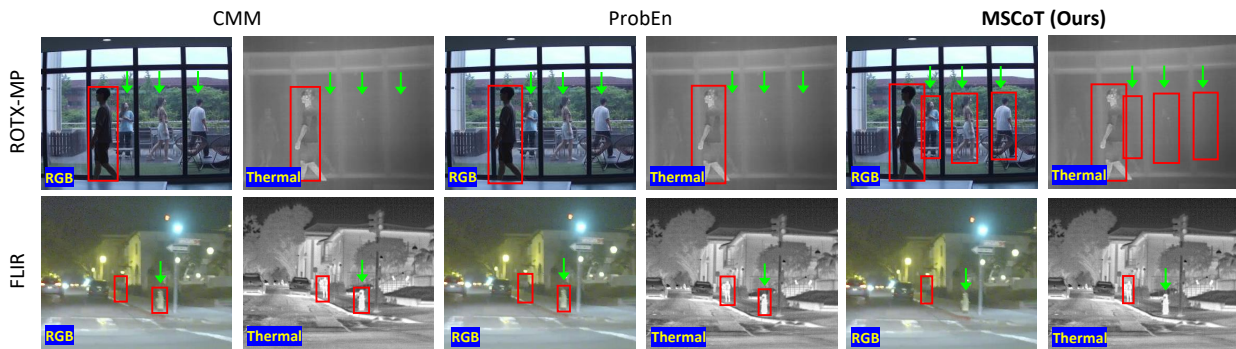 CMM ProbEn MSCoT (Ours)
ROTX-MP
RGB Thermal RGB Thermal RGB Thermal
FLIR
RGB Thermal RGB Thermal RGB Thermal